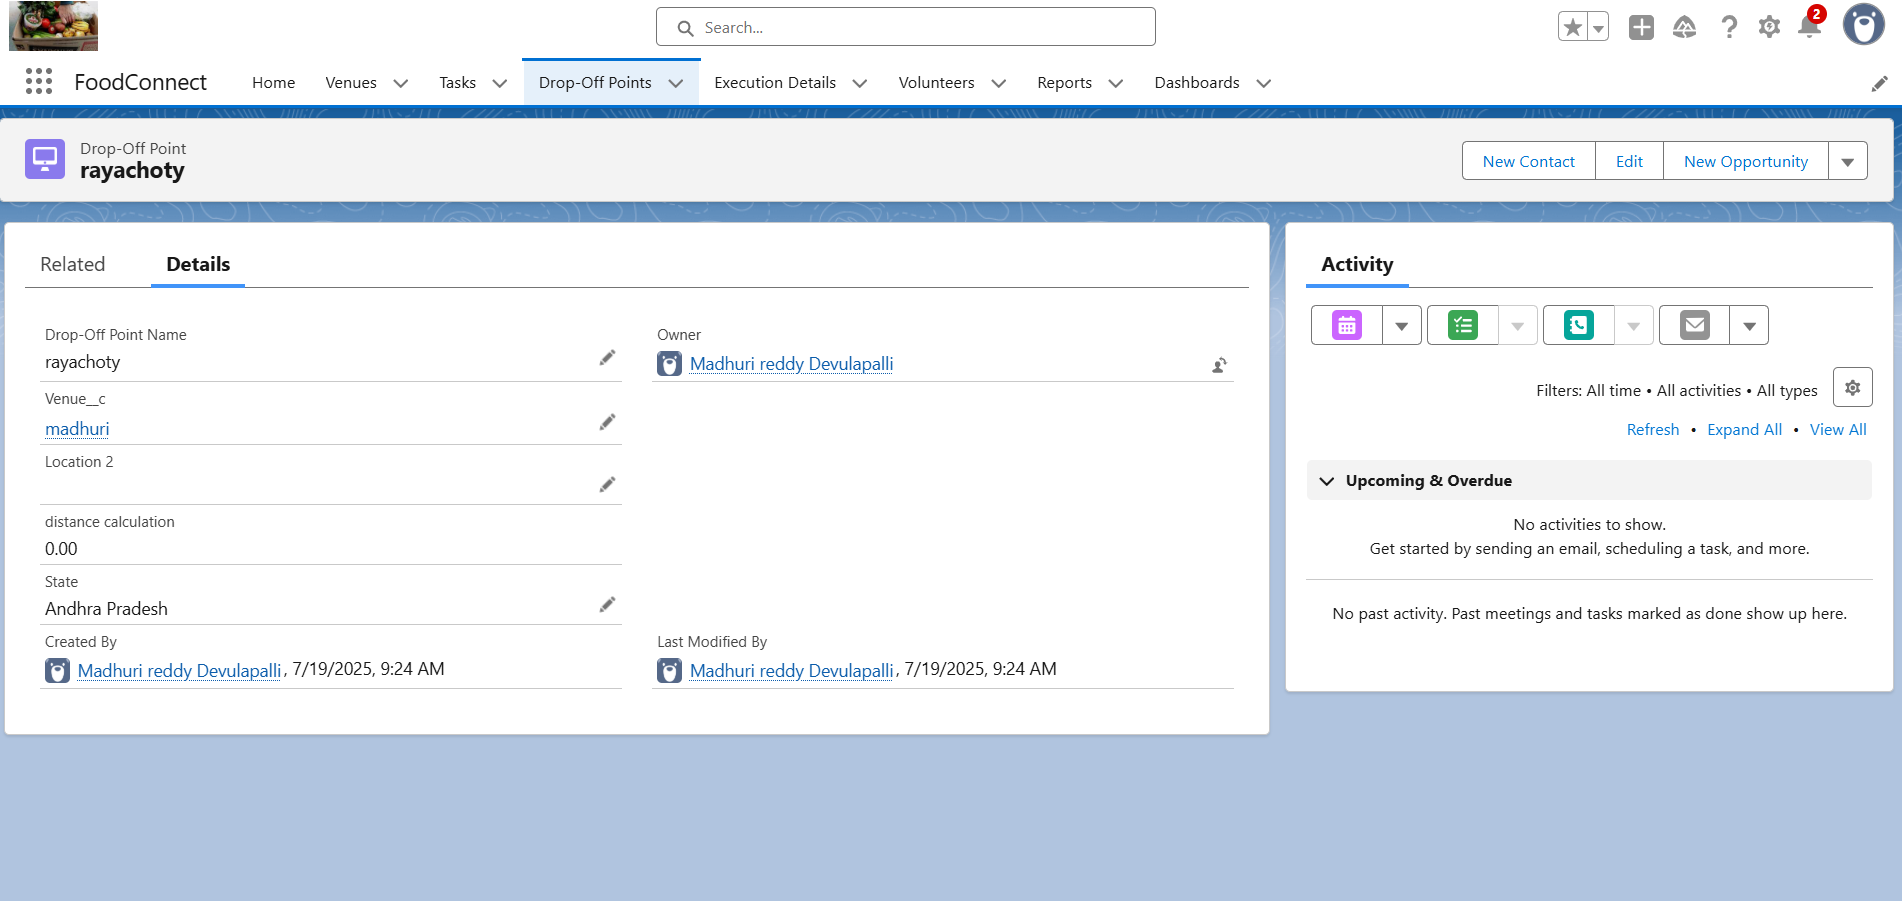 Search...
2
FoodConnect
Home
Venues
Tasks
Drop-Off Points
Execution Details
Volunteers
Reports
Dashboards
Drop-Off Point
rayachoty
New Contact
Edit
New Opportunity
Related
Details
Drop-Off Point Name
rayachoty
Owner
Madhuri reddy Devulapalli
Venue__c
madhuri
Location 2
distance calculation
0.00
State
Andhra Pradesh
Created By
Madhuri reddy Devulapalli, 7/19/2025, 9:24 AM
Last Modified By
Madhuri reddy Devulapalli, 7/19/2025, 9:24 AM
Activity
Filters: All time • All activities • All types
Refresh • Expand All • View All
Upcoming & Overdue
No activities to show.
Get started by sending an email, scheduling a task, and more.
No past activity. Past meetings and tasks marked as done show up here.